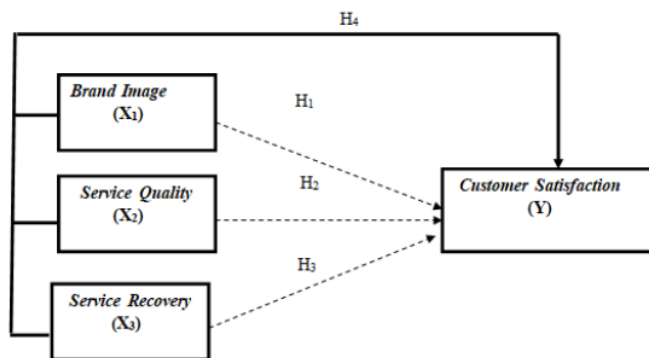 H4
Brand Image
(X1)
H1
H2
Service Quality
(X2)
Customer Satisfaction
(Y)
H3
Service Recovery
(X3)